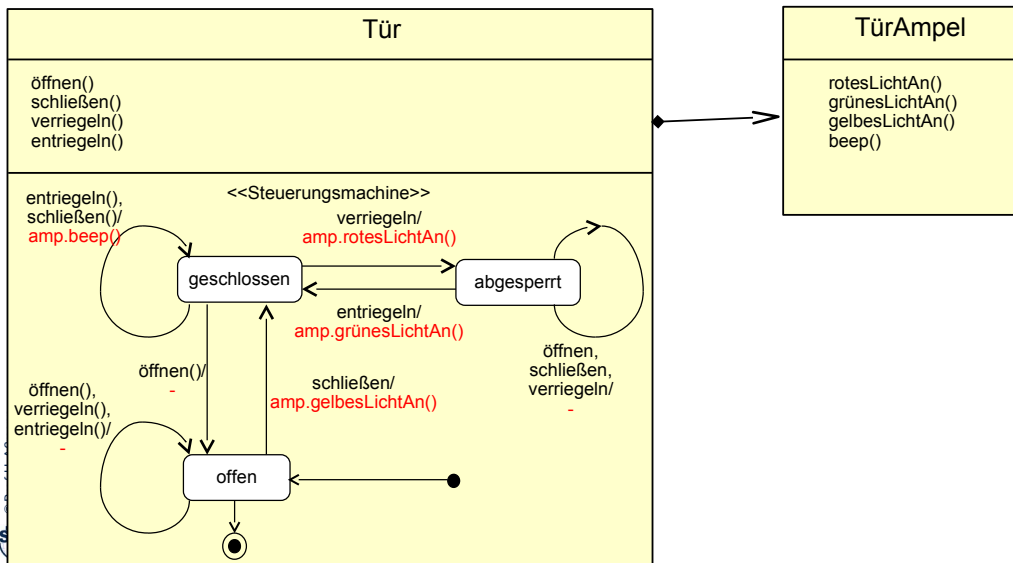 Tür
öffnen()
schließen()
verriegeln()
entriegeln()
TürAmpel
rotesLichtAn()
grünesLichtAn()
gelbesLichtAn()
beep()
<<Steuerungsmachine>>
entriegeln(),
schließen()/
amp.beep()
verriegeln/
amp.rotesLichtAn()
geschlossen
abgesperrt
entriegeln/
amp.grünesLichtAn()
öffnen,
schließen,
verriegeln/
-
öffnen()/
-
schließen/
amp.gelbesLichtAn()
öffnen(),
verriegeln(),
entriegeln()/
-
offen